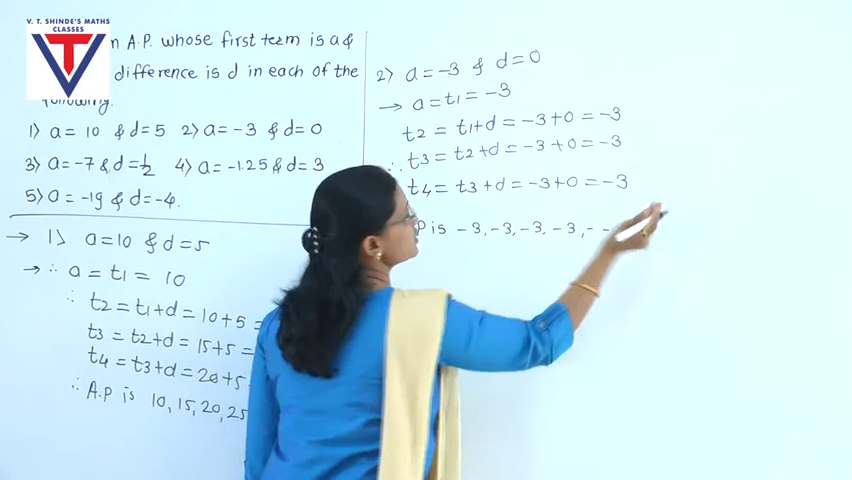 V. T. SHINDE'S MATHS
CLASSES
VT
n A.P. whose first term is a &
difference is d in each of the
following.
1) a = 10 & d = 5 2) a = -3 & d = 0
3) a = -7 & d = 1/2 4) a = -1.25 & d = 3
5) a = -19 & d = -4.
→ 1) a = 10 & d = 5
→ ∴ a = t1 = 10
∴ t2 = t1 + d = 10 + 5 =
t3 = t2 + d = 15 + 5 =
t4 = t3 + d = 20 + 5
∴ A.P is 10, 15, 20, 25
2) a = -3 & d = 0
→ a = t1 = -3
t2 = t1 + d = -3 + 0 = -3
∴ t3 = t2 + d = -3 + 0 = -3
t4 = t3 + d = -3 + 0 = -3
P is -3, -3, -3, -3, - -